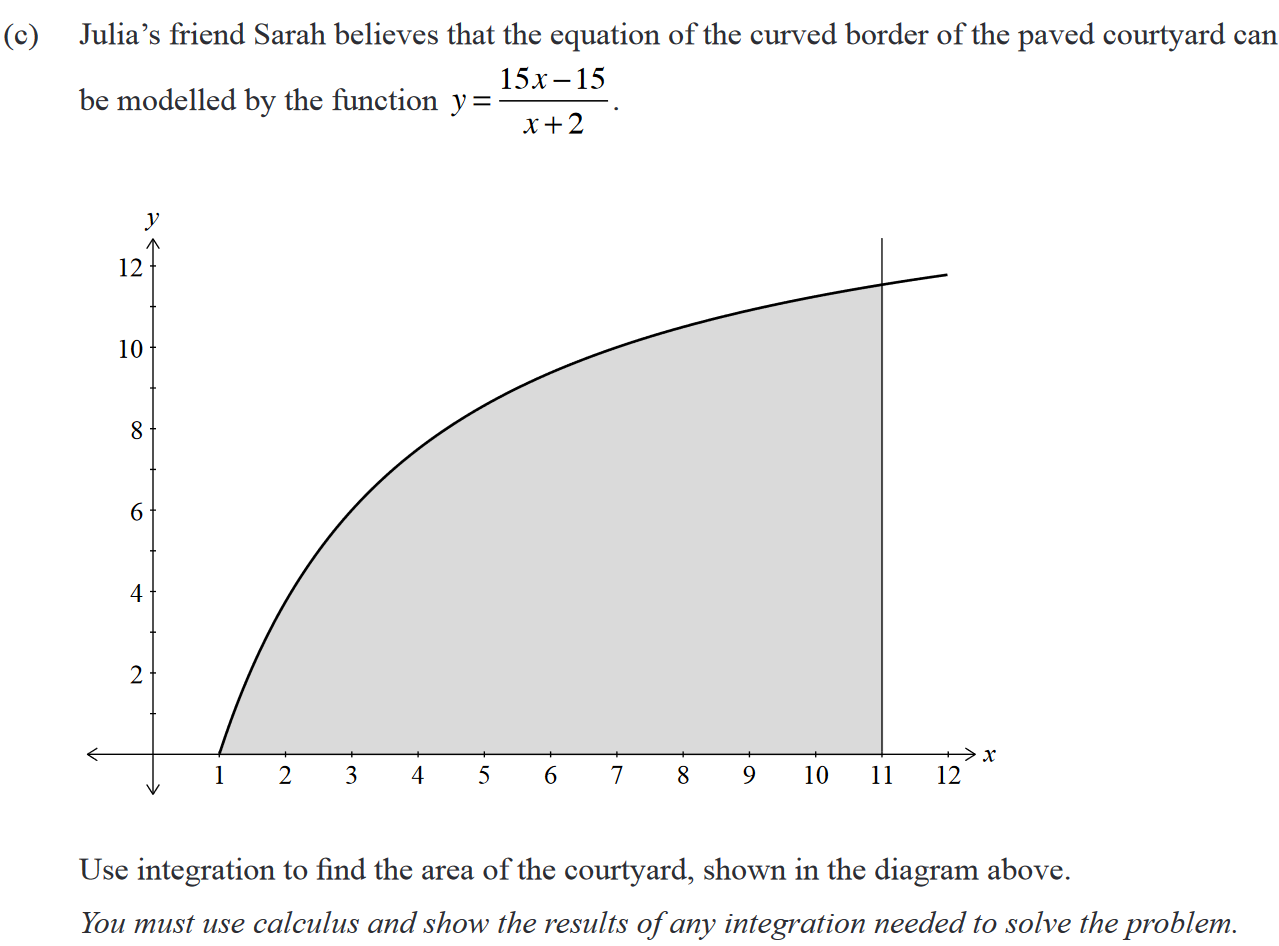 (c) Julia’s friend Sarah believes that the equation of the curved border of the paved courtyard can
be modelled by the function y = (15x − 15)/(x + 2).
y
12
10
8
6
4
2
1 2 3 4 5 6 7 8 9 10 11 12 x
Use integration to find the area of the courtyard, shown in the diagram above.
You must use calculus and show the results of any integration needed to solve the problem.